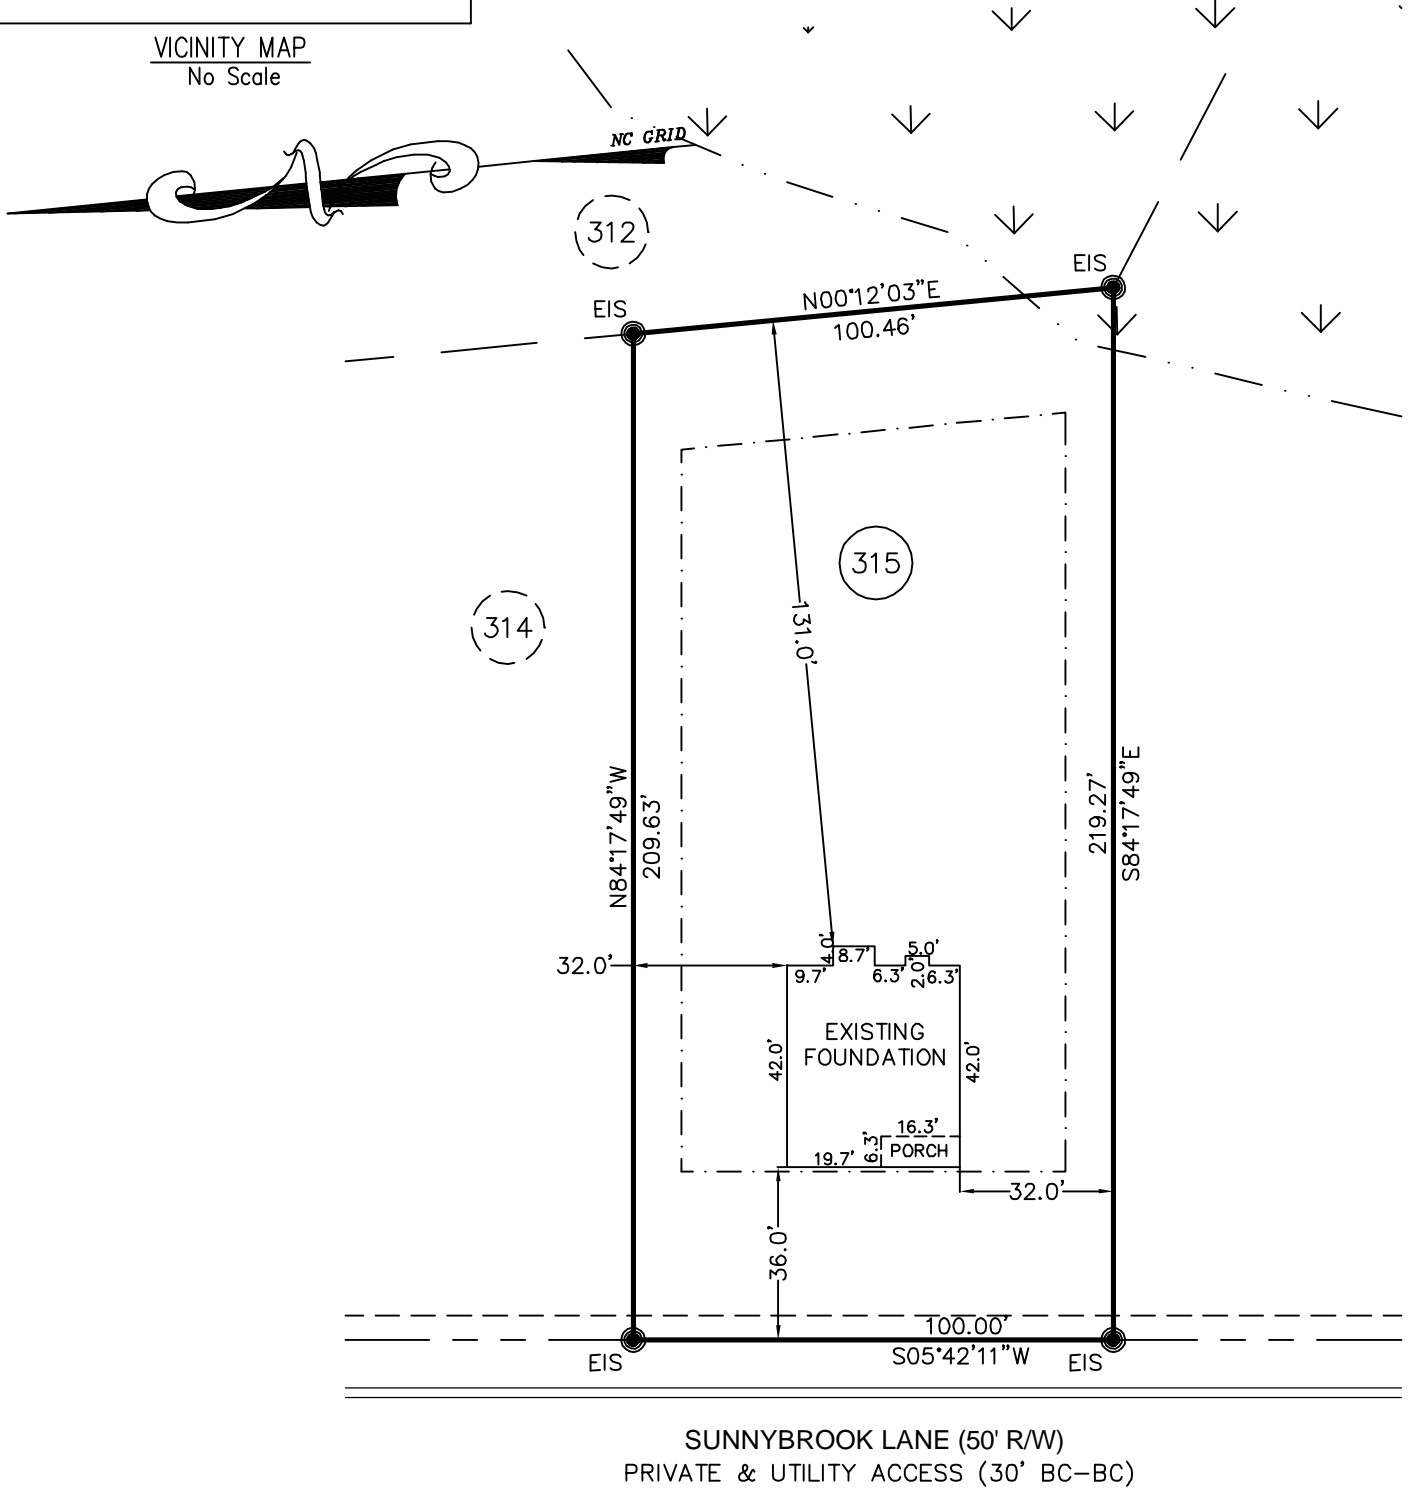 VICINITY MAP
No Scale
N
NC GRID
312
EIS
EIS
N00°12'03"E
100.46'
315
314
131.0'
N84°17'49"W
209.63'
219.27'
S84°17'49"E
32.0'
4.0'
8.7'
5.0'
9.7'
6.3'
2.0'
6.3'
EXISTING
FOUNDATION
42.0'
42.0'
16.3'
6.3'
PORCH
19.7'
32.0'
36.0'
100.00'
S05°42'11"W
EIS
EIS
SUNNYBROOK LANE (50' R/W)
PRIVATE & UTILITY ACCESS (30' BC-BC)